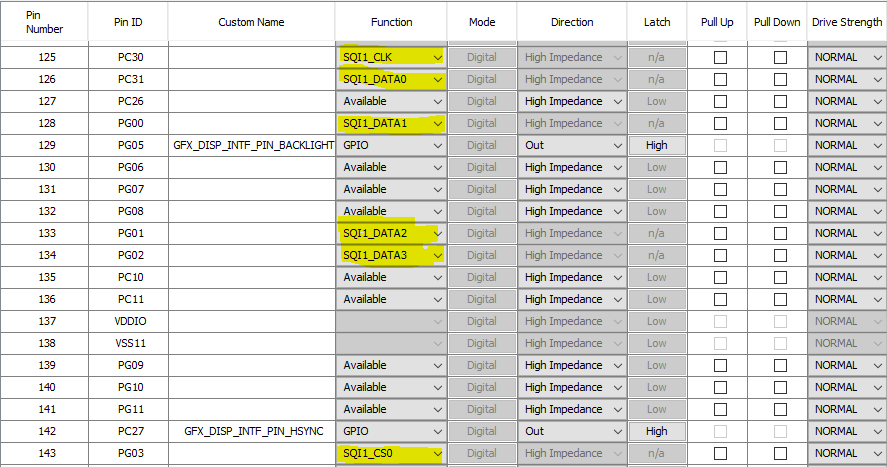 Pin Number Pin ID Custom Name Function Mode Direction Latch Pull Up Pull Down Drive Strength
125 PC30 SQI1_CLK Digital High Impedance n/a NORMAL
126 PC31 SQI1_DATA0 Digital High Impedance n/a NORMAL
127 PC26 Available Digital High Impedance Low NORMAL
128 PG00 SQI1_DATA1 Digital High Impedance n/a NORMAL
129 PG05 GFX_DISP_INTF_PIN_BACKLIGHT GPIO Digital Out High NORMAL
130 PG06 Available Digital High Impedance Low NORMAL
131 PG07 Available Digital High Impedance Low NORMAL
132 PG08 Available Digital High Impedance Low NORMAL
133 PG01 SQI1_DATA2 Digital High Impedance n/a NORMAL
134 PG02 SQI1_DATA3 Digital High Impedance n/a NORMAL
135 PC10 Available Digital High Impedance Low NORMAL
136 PC11 Available Digital High Impedance Low NORMAL
137 VDDIO Digital High Impedance Low NORMAL
138 VSS11 Digital High Impedance Low NORMAL
139 PG09 Available Digital High Impedance Low NORMAL
140 PG10 Available Digital High Impedance Low NORMAL
141 PG11 Available Digital High Impedance Low NORMAL
142 PC27 GFX_DISP_INTF_PIN_HSYNC GPIO Digital Out High NORMAL
143 PG03 SQI1_CS0 Digital High Impedance n/a NORMAL